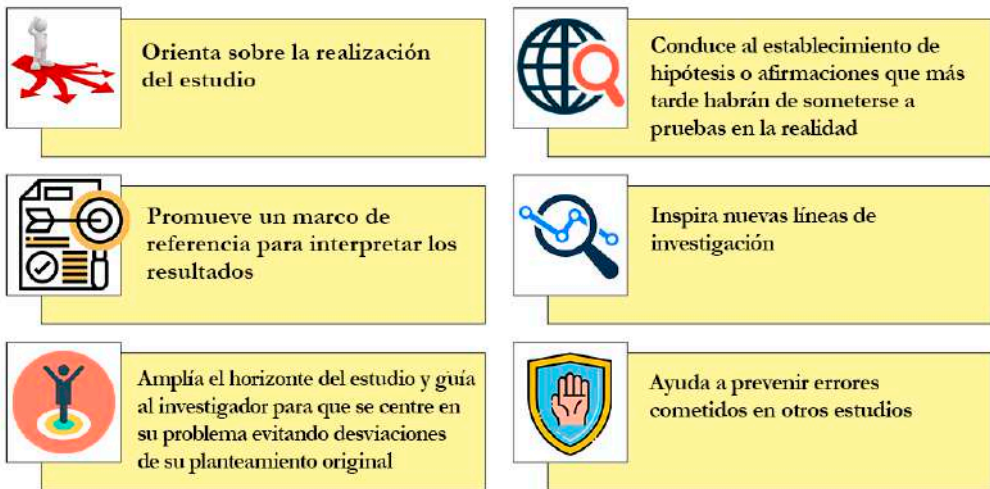 Orienta sobre la realización
del estudio
Conduce al establecimiento de
hipótesis o afirmaciones que más
tarde habrán de someterse a
pruebas en la realidad
Promueve un marco de
referencia para interpretar los
resultados
Inspira nuevas líneas de
investigación
Amplía el horizonte del estudio y guía
al investigador para que se centre en
su problema evitando desviaciones
de su planteamiento original
Ayuda a prevenir errores
cometidos en otros estudios